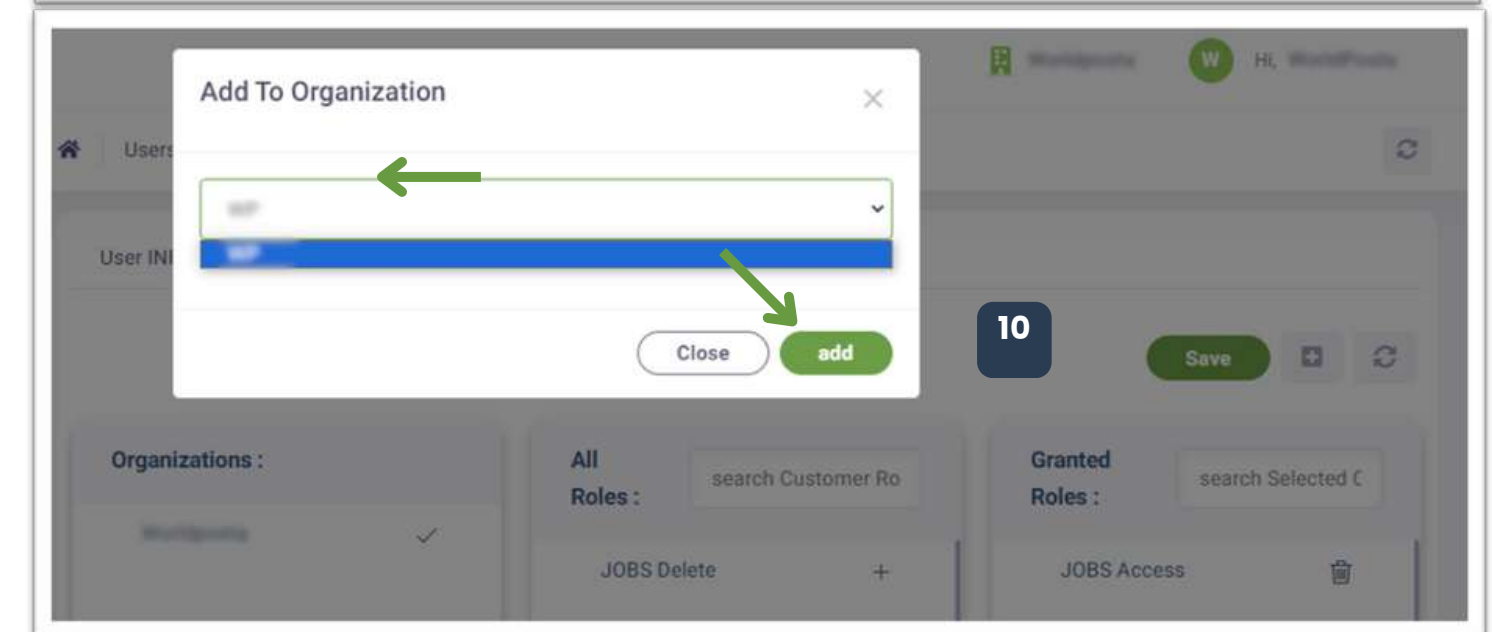 Add To Organization
Hi,
Users
User INF
Close
add
10
Save
Organizations :
All
Roles :
search Customer Ro
Granted
Roles :
search Selected C
JOBS Delete
JOBS Access
W